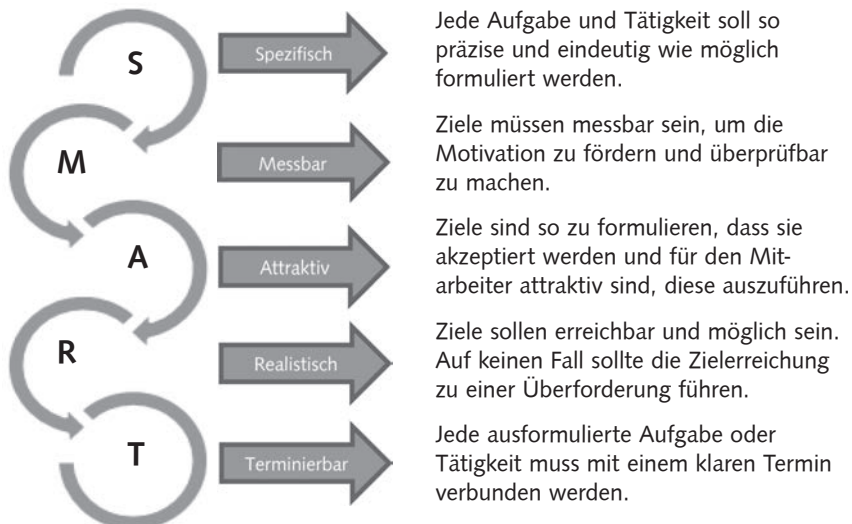 S
Spezifisch
Jede Aufgabe und Tätigkeit soll so
präzise und eindeutig wie möglich
formuliert werden.
M
Messbar
Ziele müssen messbar sein, um die
Motivation zu fördern und überprüfbar
zu machen.
A
Attraktiv
Ziele sind so zu formulieren, dass sie
akzeptiert werden und für den Mit-
arbeiter attraktiv sind, diese auszuführen.
R
Realistisch
Ziele sollen erreichbar und möglich sein.
Auf keinen Fall sollte die Zielerreichung
zu einer Überforderung führen.
T
Terminierbar
Jede ausformulierte Aufgabe oder
Tätigkeit muss mit einem klaren Termin
verbunden werden.